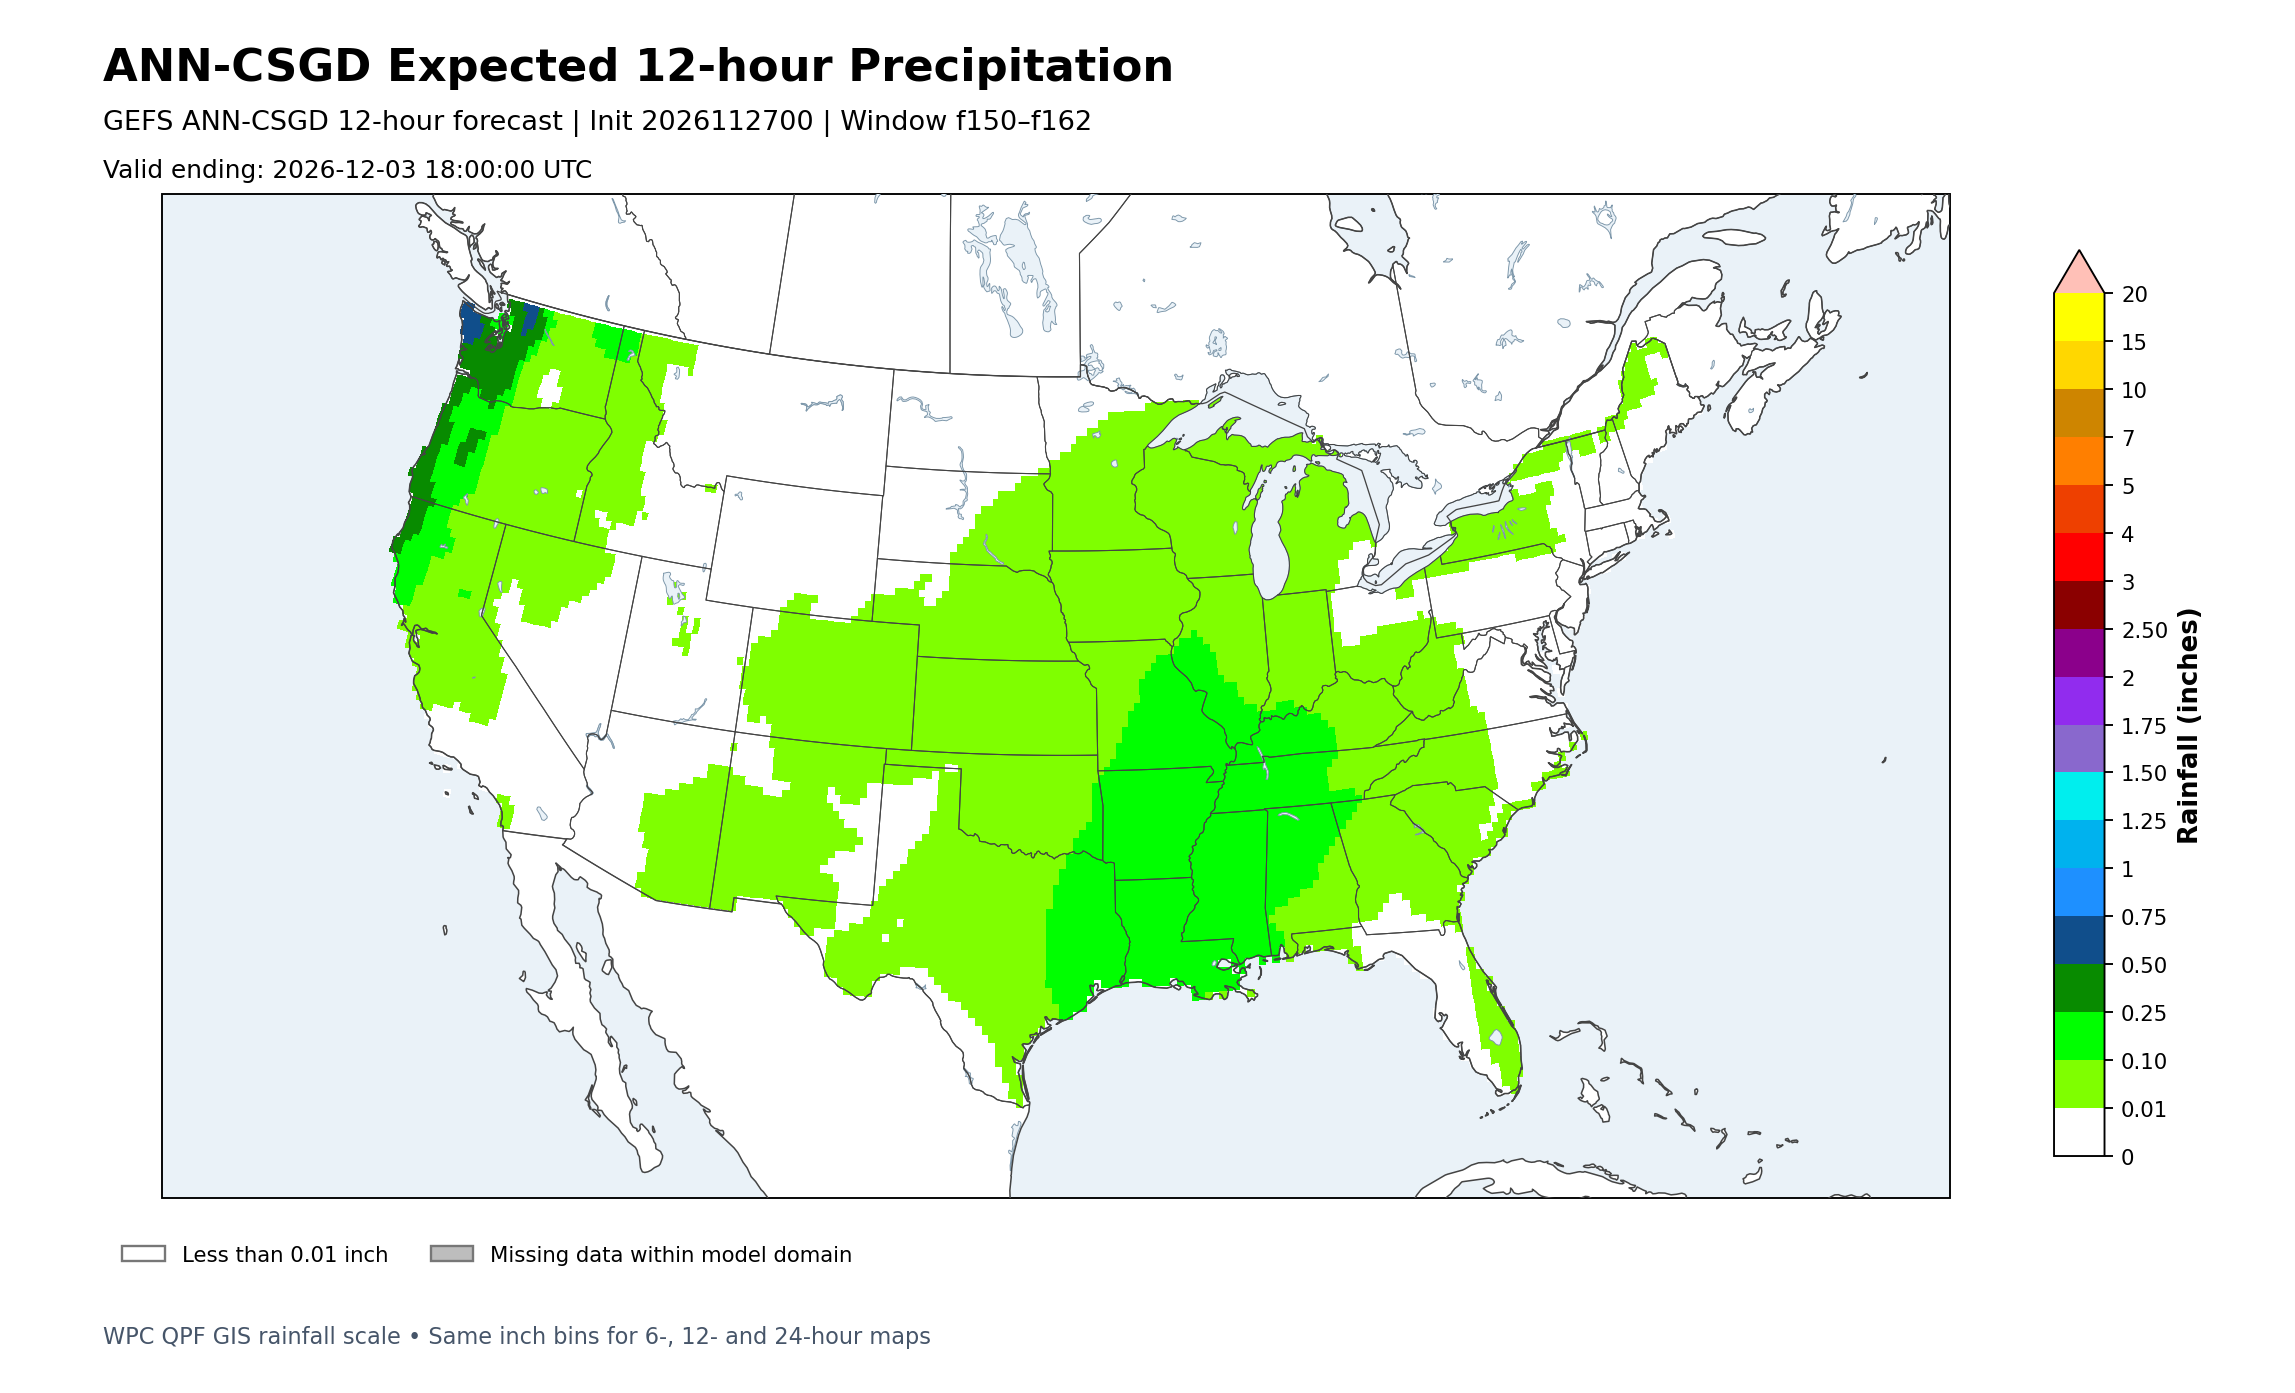 ANN-CSGD Expected 12-hour Precipitation
GEFS ANN-CSGD 12-hour forecast | Init 2026112700 | Window f150–f162
Valid ending: 2026-12-03 18:00:00 UTC
20
15
10
7
5
4
3
2.50
2
1.75
1.50
1.25
1
0.75
0.50
0.25
0.10
0.01
0
Rainfall (inches)
Less than 0.01 inch
Missing data within model domain
WPC QPF GIS rainfall scale • Same inch bins for 6-, 12- and 24-hour maps